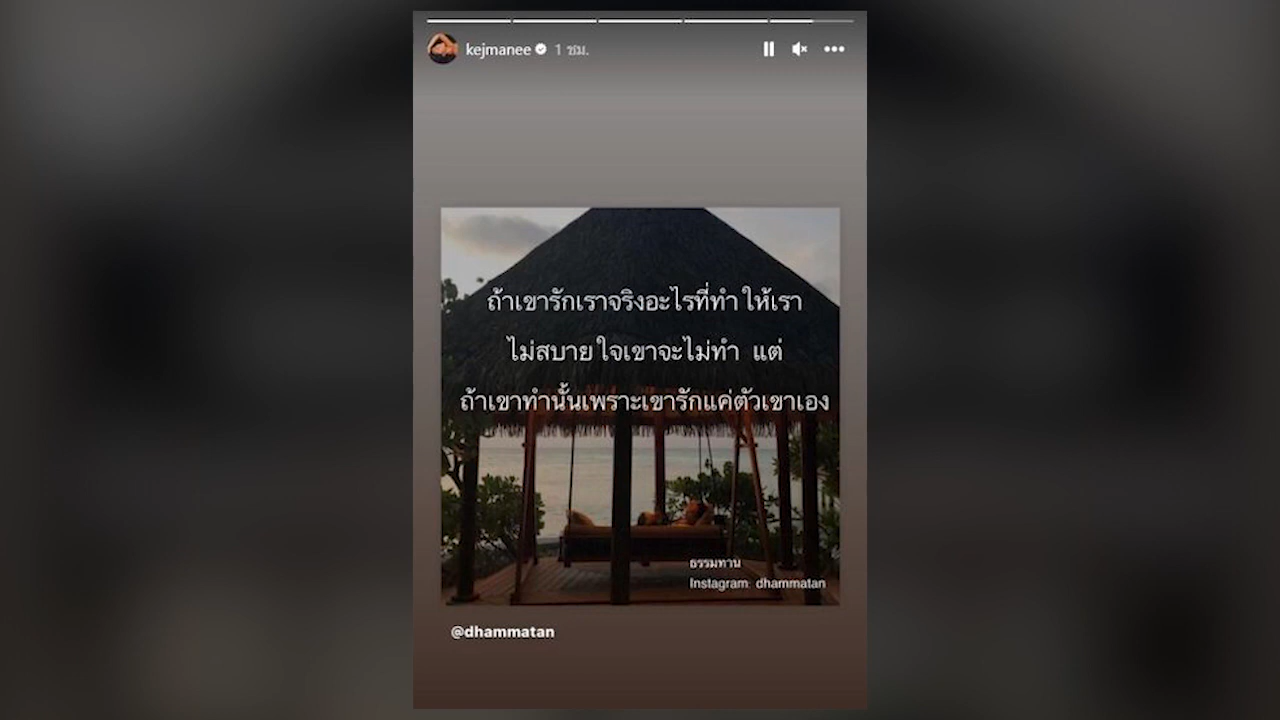 kejmanee 1 ชม.
ถ้าเขารักเราจริงอะไรที่ทำให้เรา
ไม่สบายใจเขาจะไม่ทำ แต่
ถ้าเขาทำนั้นเพราะเขารักแค่ตัวเขาเอง
ธรรมทาน
Instagram: dhammatan
@dhammatan